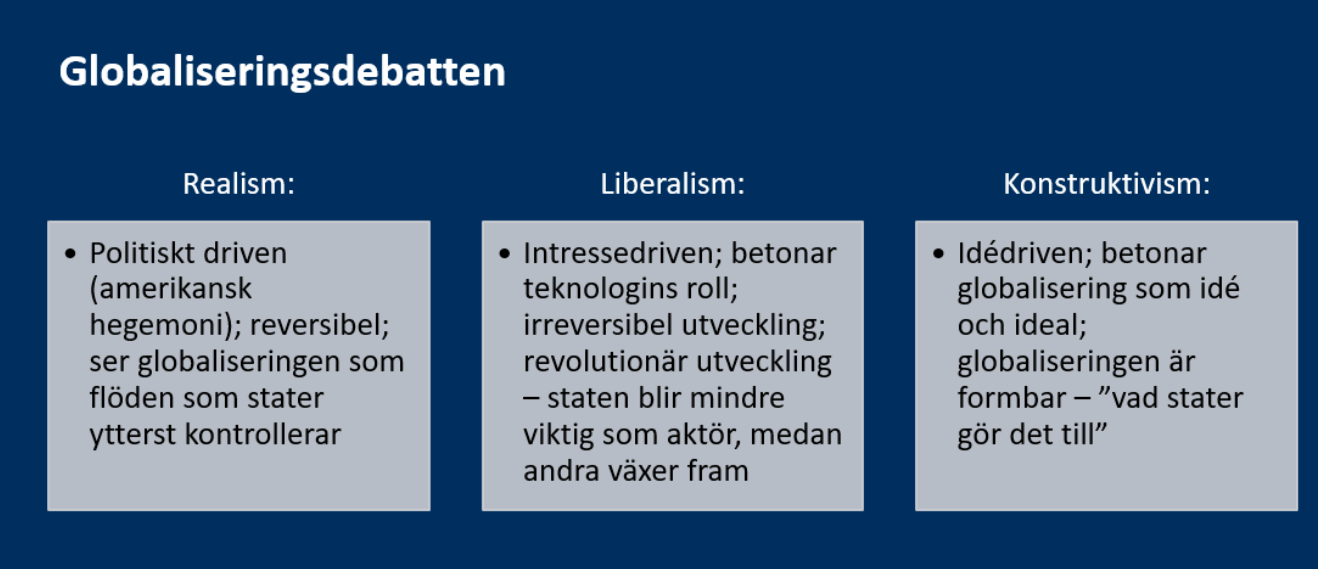 Globaliseringsdebatten
Realism:
• Politiskt driven
(amerikansk
hegemoni); reversibel;
ser globaliseringen som
flöden som stater
ytterst kontrollerar
Liberalism:
• Intressedriven; betonar
teknologins roll;
irreversibel utveckling;
revolutionär utveckling
– staten blir mindre
viktig som aktör, medan
andra växer fram
Konstruktivism:
• Idédriven; betonar
globalisering som idé
och ideal;
globaliseringen är
formbar – ”vad stater
gör det till”